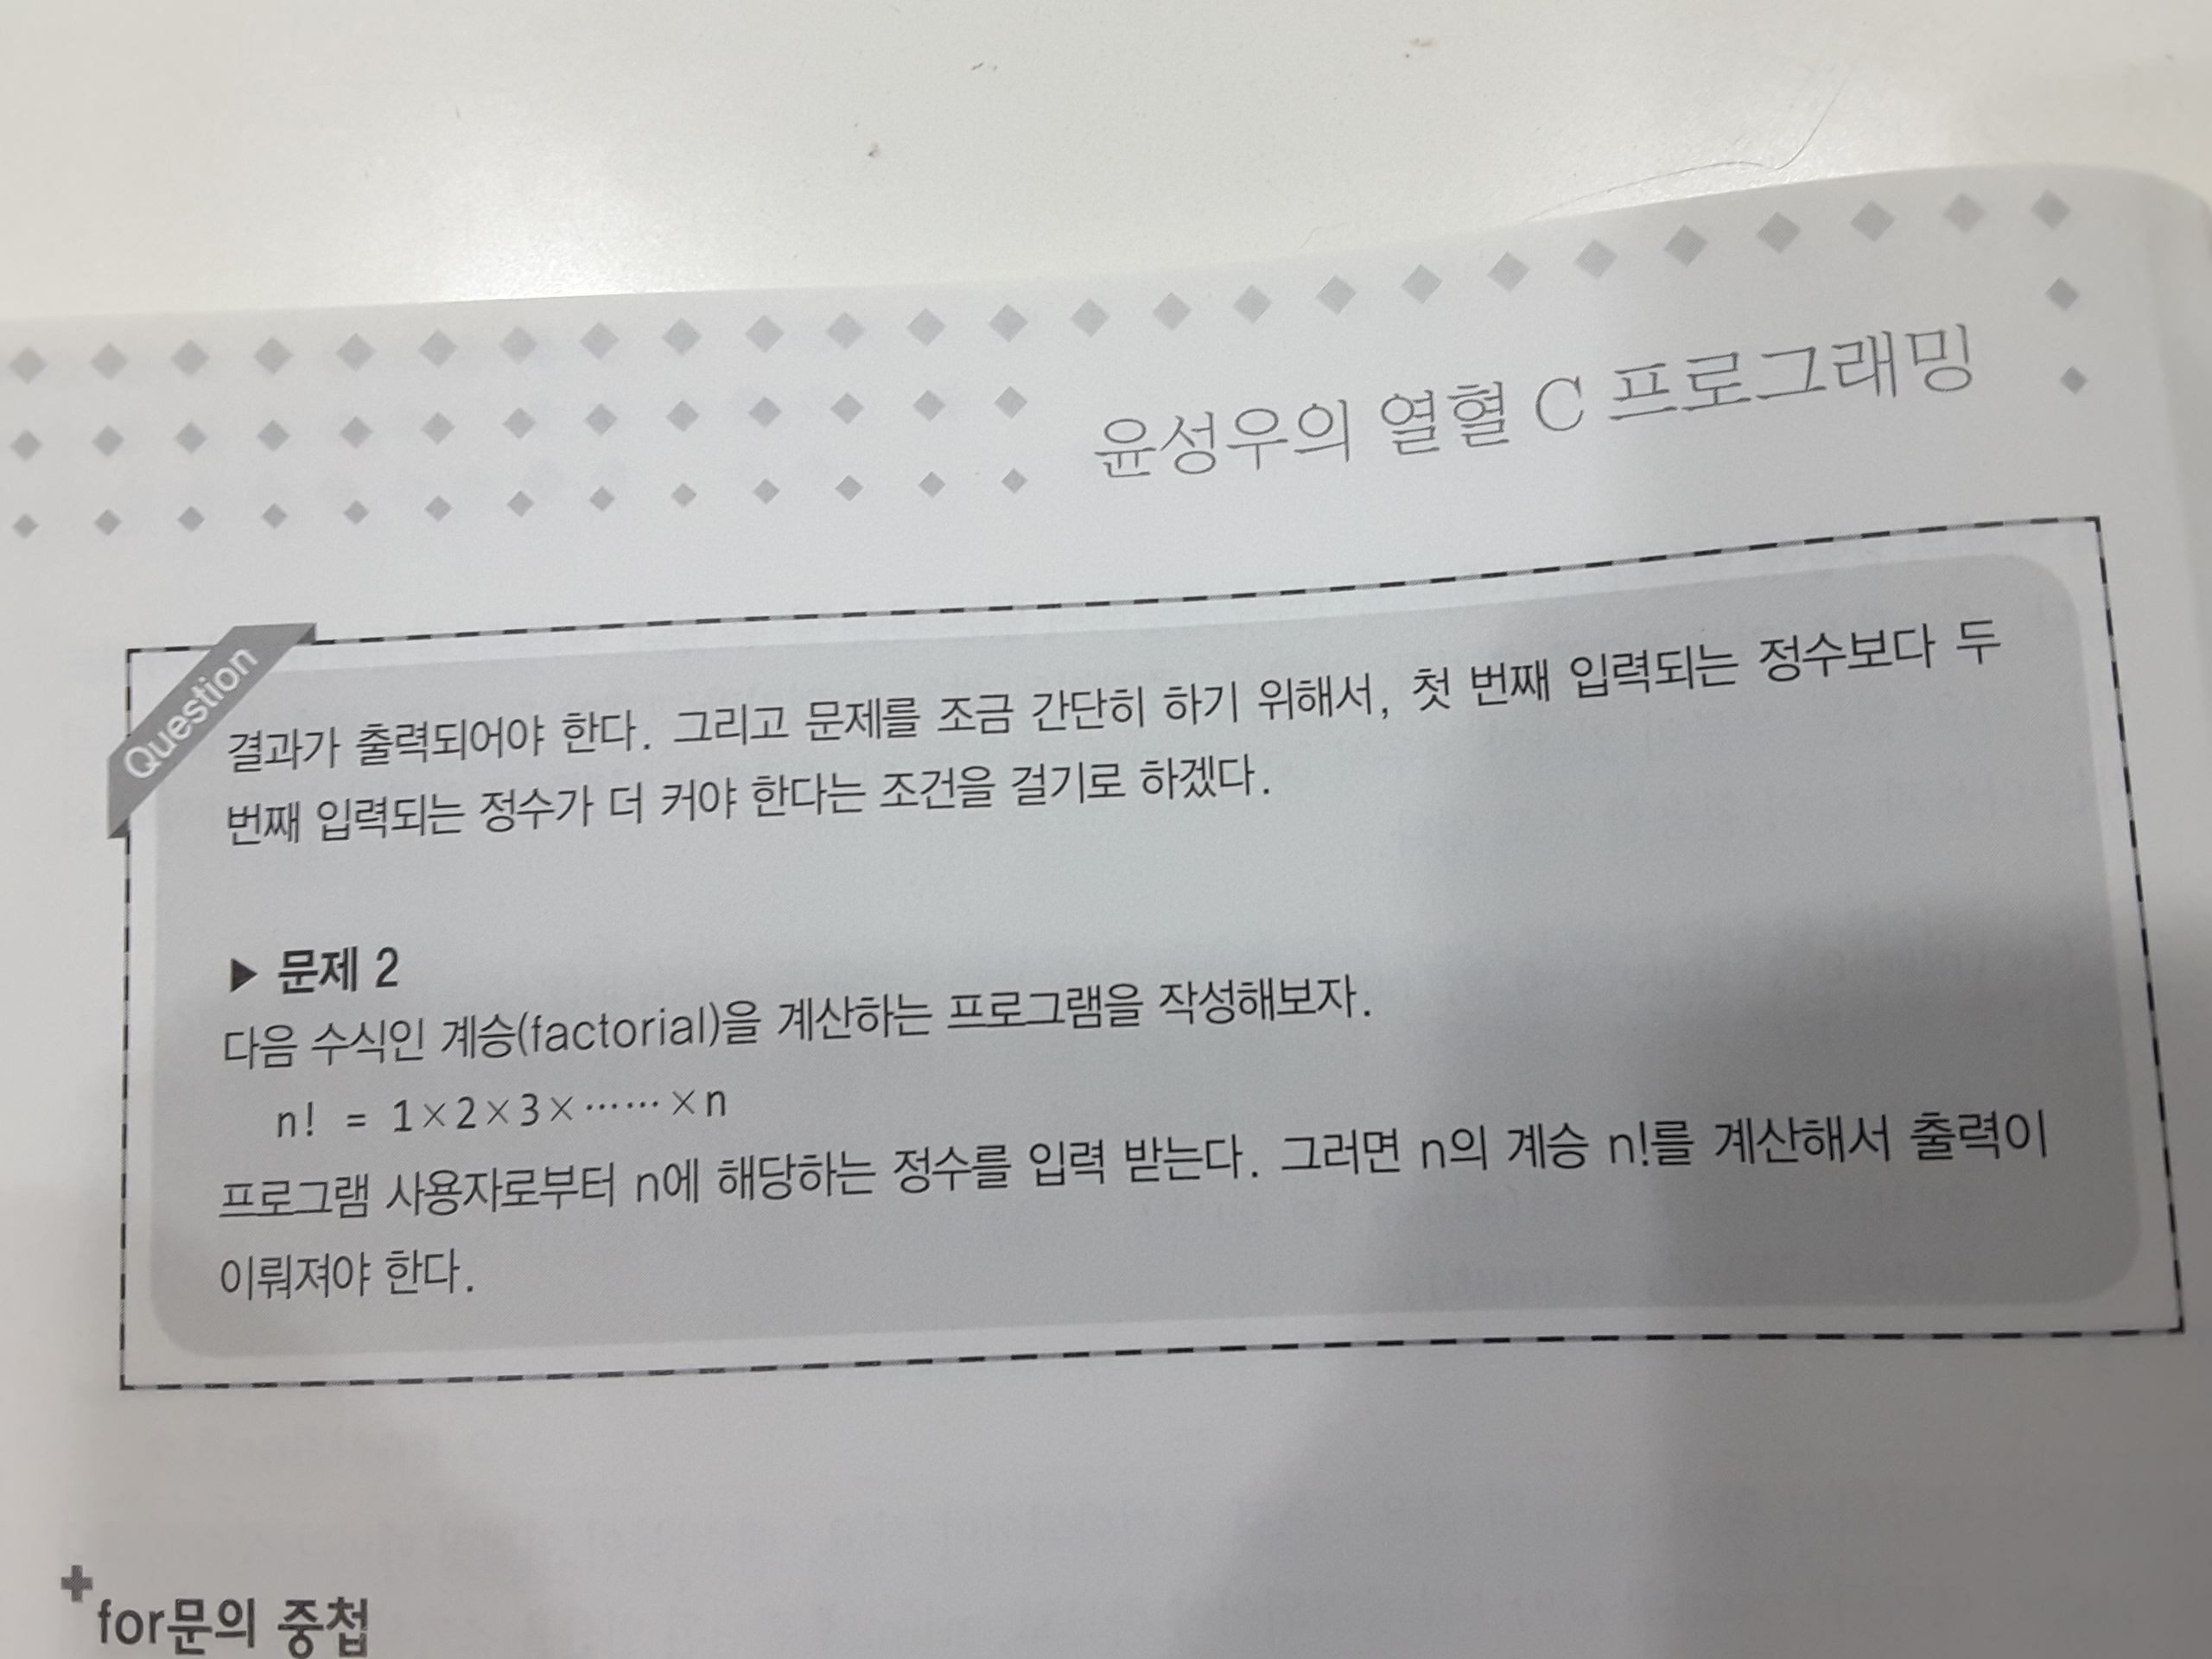 윤성우의 열혈 C 프로그래밍
Question
결과가 출력되어야 한다. 그리고 문제를 조금 간단히 하기 위해서, 첫 번째 입력되는 정수보다 두
번째 입력되는 정수가 더 커야 한다는 조건을 걸기로 하겠다.
▶ 문제 2
다음 수식인 계승(factorial)을 계산하는 프로그램을 작성해보자.
n! = 1×2×3×……×n
프로그램 사용자로부터 n에 해당하는 정수를 입력 받는다. 그러면 n의 계승 n!를 계산해서 출력이
이뤄져야 한다.
+for문의 중첩